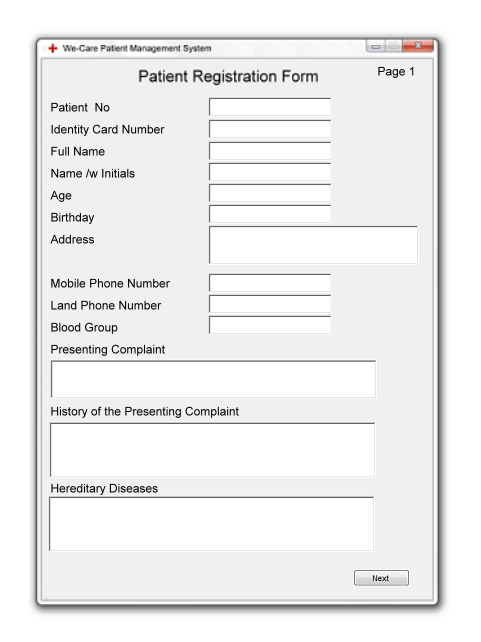 We-Care Patient Management System
Patient Registration Form
Page 1
Patient No
Identity Card Number
Full Name
Name /w Initials
Age
Birthday
Address
Mobile Phone Number
Land Phone Number
Blood Group
Presenting Complaint
History of the Presenting Complaint
Hereditary Diseases
Next